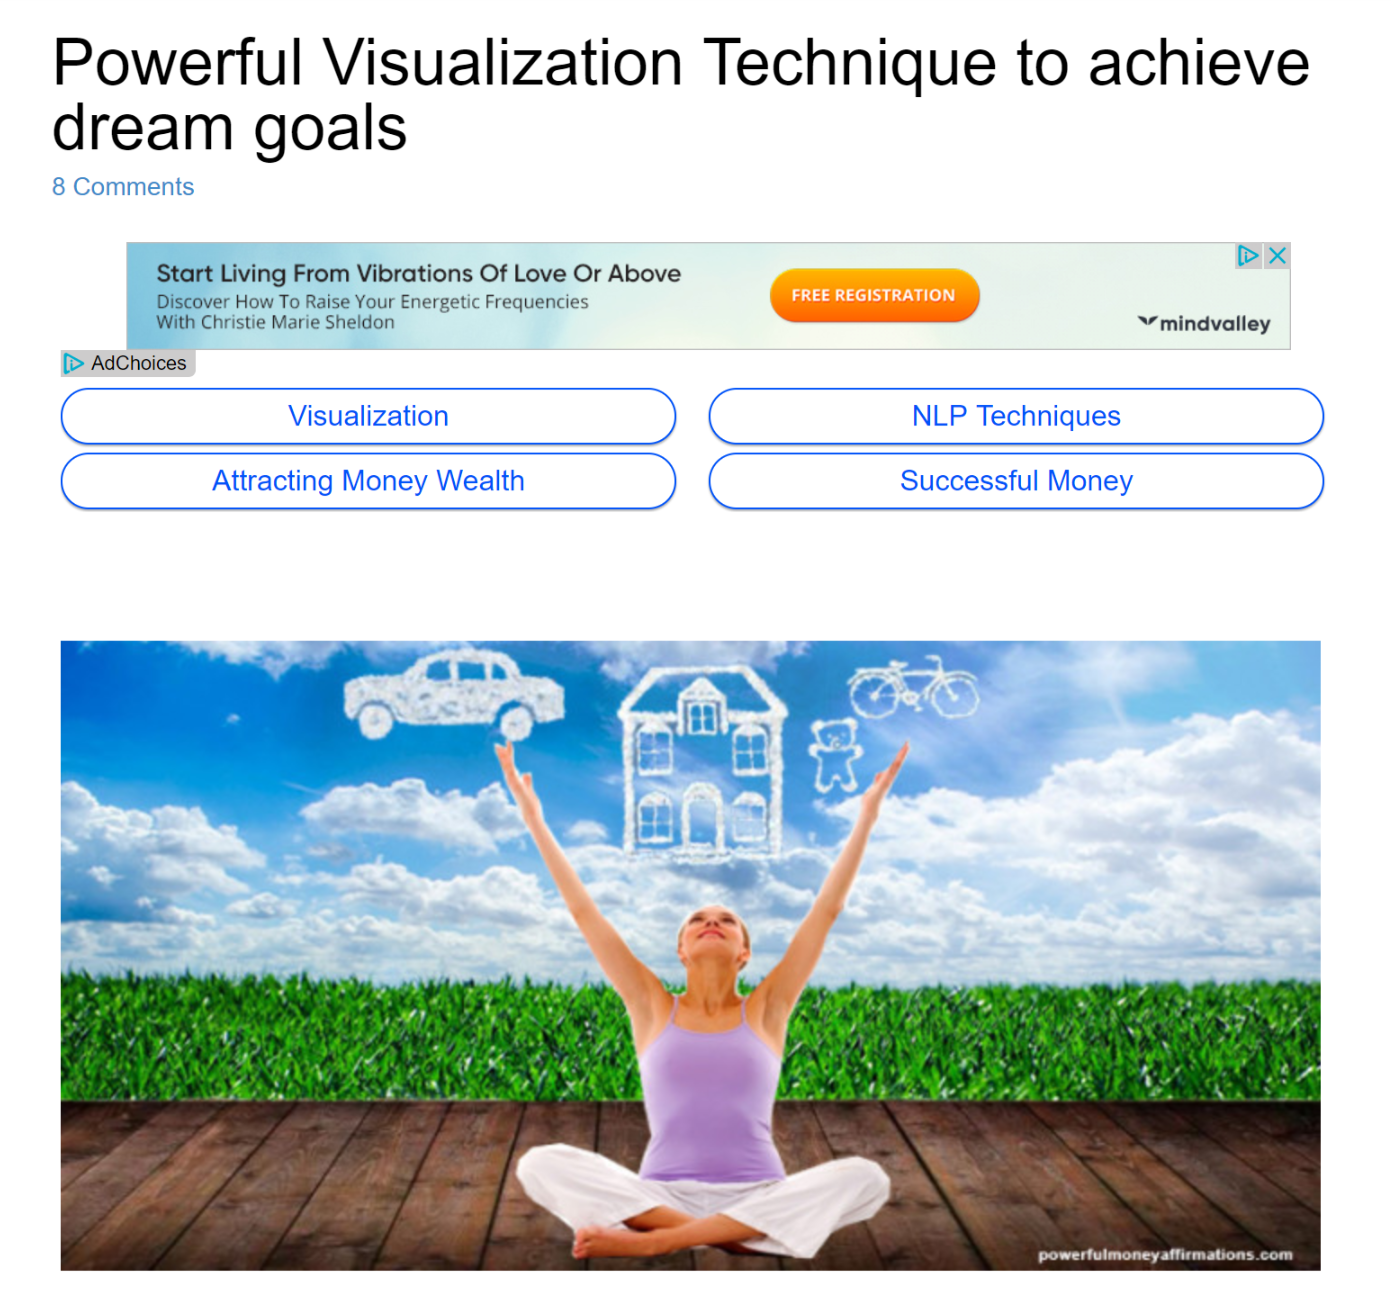 Powerful Visualization Technique to achieve
dream goals
8 Comments
Start Living From Vibrations Of Love Or Above
Discover How To Raise Your Energetic Frequencies
With Christie Marie Sheldon
FREE REGISTRATION
mindvalley
AdChoices
Visualization
NLP Techniques
Attracting Money Wealth
Successful Money
powerfulmoneyaffirmations.com